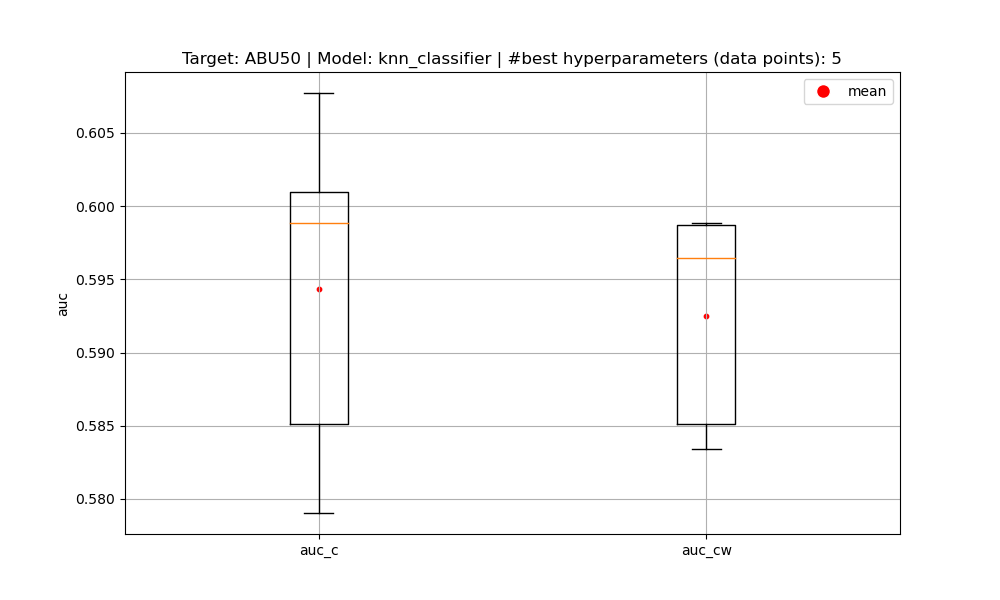 Target: ABU50 | Model: knn_classifier | #best hyperparameters (data points): 5
mean
0.605
0.600
0.595
0.590
0.585
0.580
auc
auc_c
auc_cw